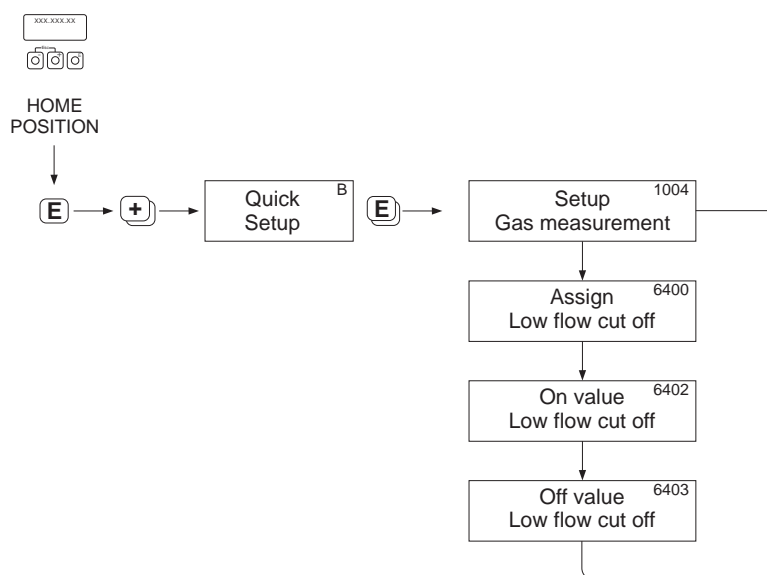 XXX.XXX.XX
Esc
- + E
HOME
POSITION
E
+
Quick
Setup
B
E
Setup
Gas measurement
1004
Assign
Low flow cut off
6400
On value
Low flow cut off
6402
Off value
Low flow cut off
6403